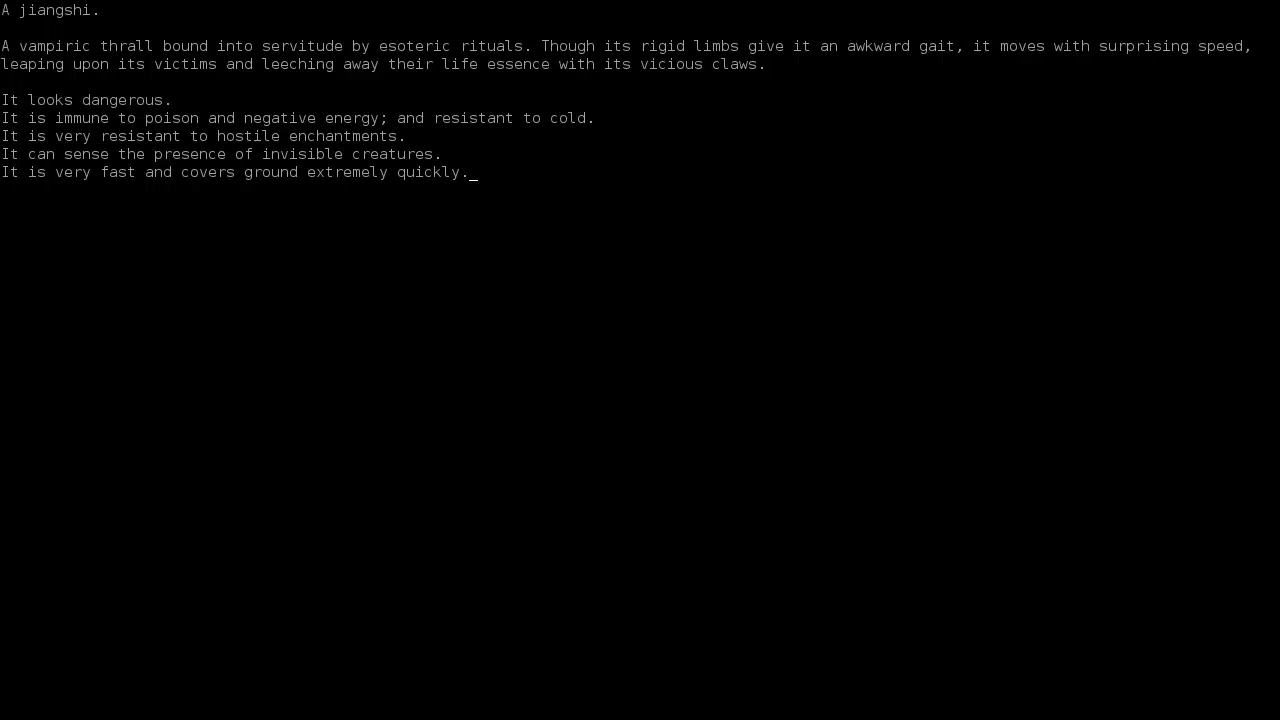 A jiangshi.
A vampiric thrall bound into servitude by esoteric rituals. Though its rigid limbs give it an awkward gait, it moves with surprising speed,
leaping upon its victims and leeching away their life essence with its vicious claws.
It looks dangerous.
It is immune to poison and negative energy; and resistant to cold.
It is very resistant to hostile enchantments.
It can sense the presence of invisible creatures.
It is very fast and covers ground extremely quickly._